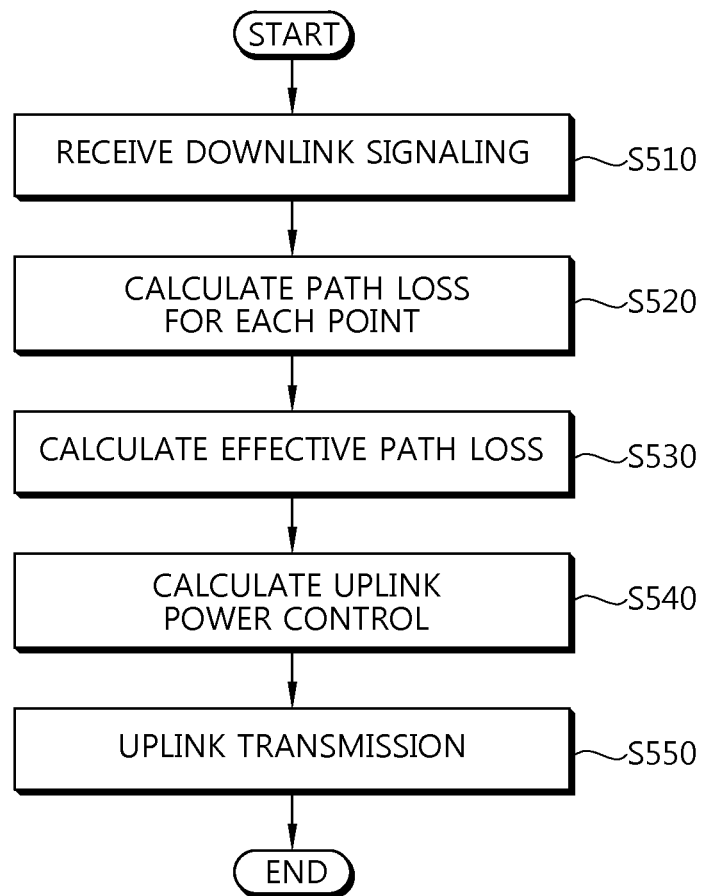 START
RECEIVE DOWNLINK SIGNALING
S510
CALCULATE PATH LOSS
FOR EACH POINT
S520
CALCULATE EFFECTIVE PATH LOSS
S530
CALCULATE UPLINK
POWER CONTROL
S540
UPLINK TRANSMISSION
S550
END